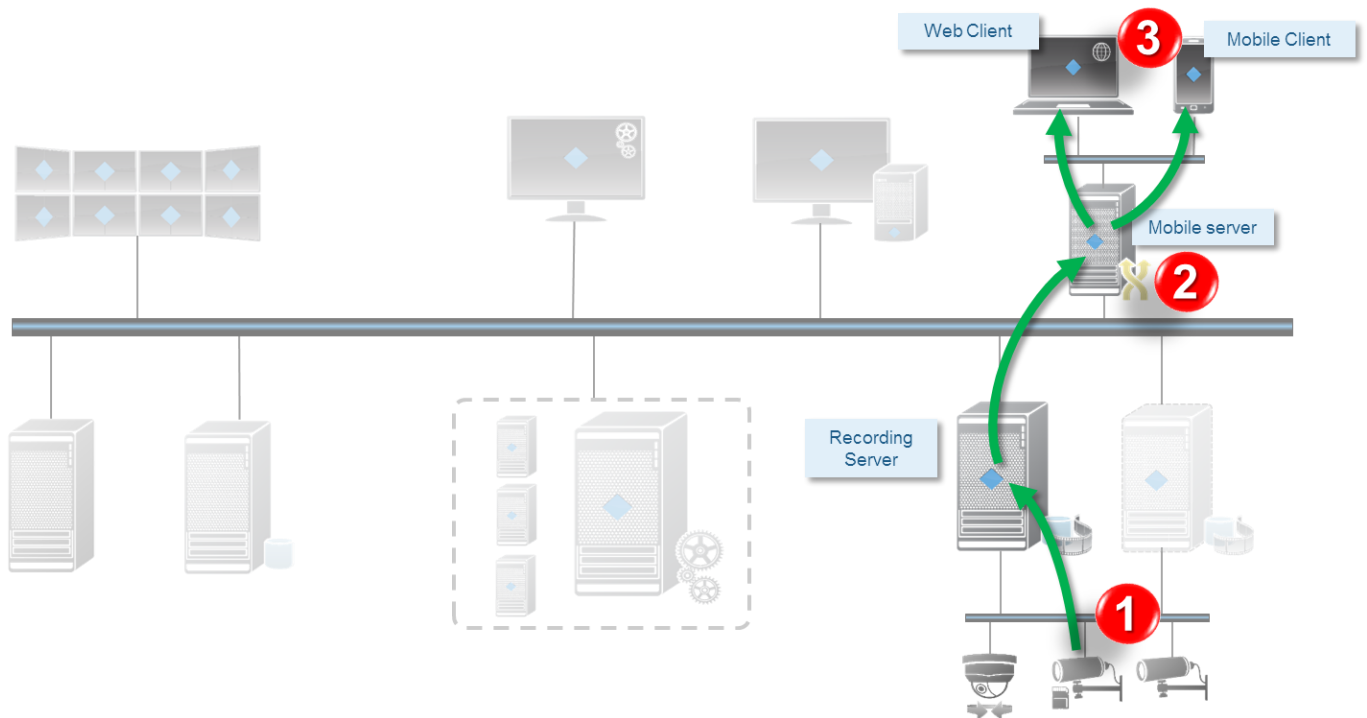 Web Client
3
Mobile Client
Mobile server
2
Recording
Server
1